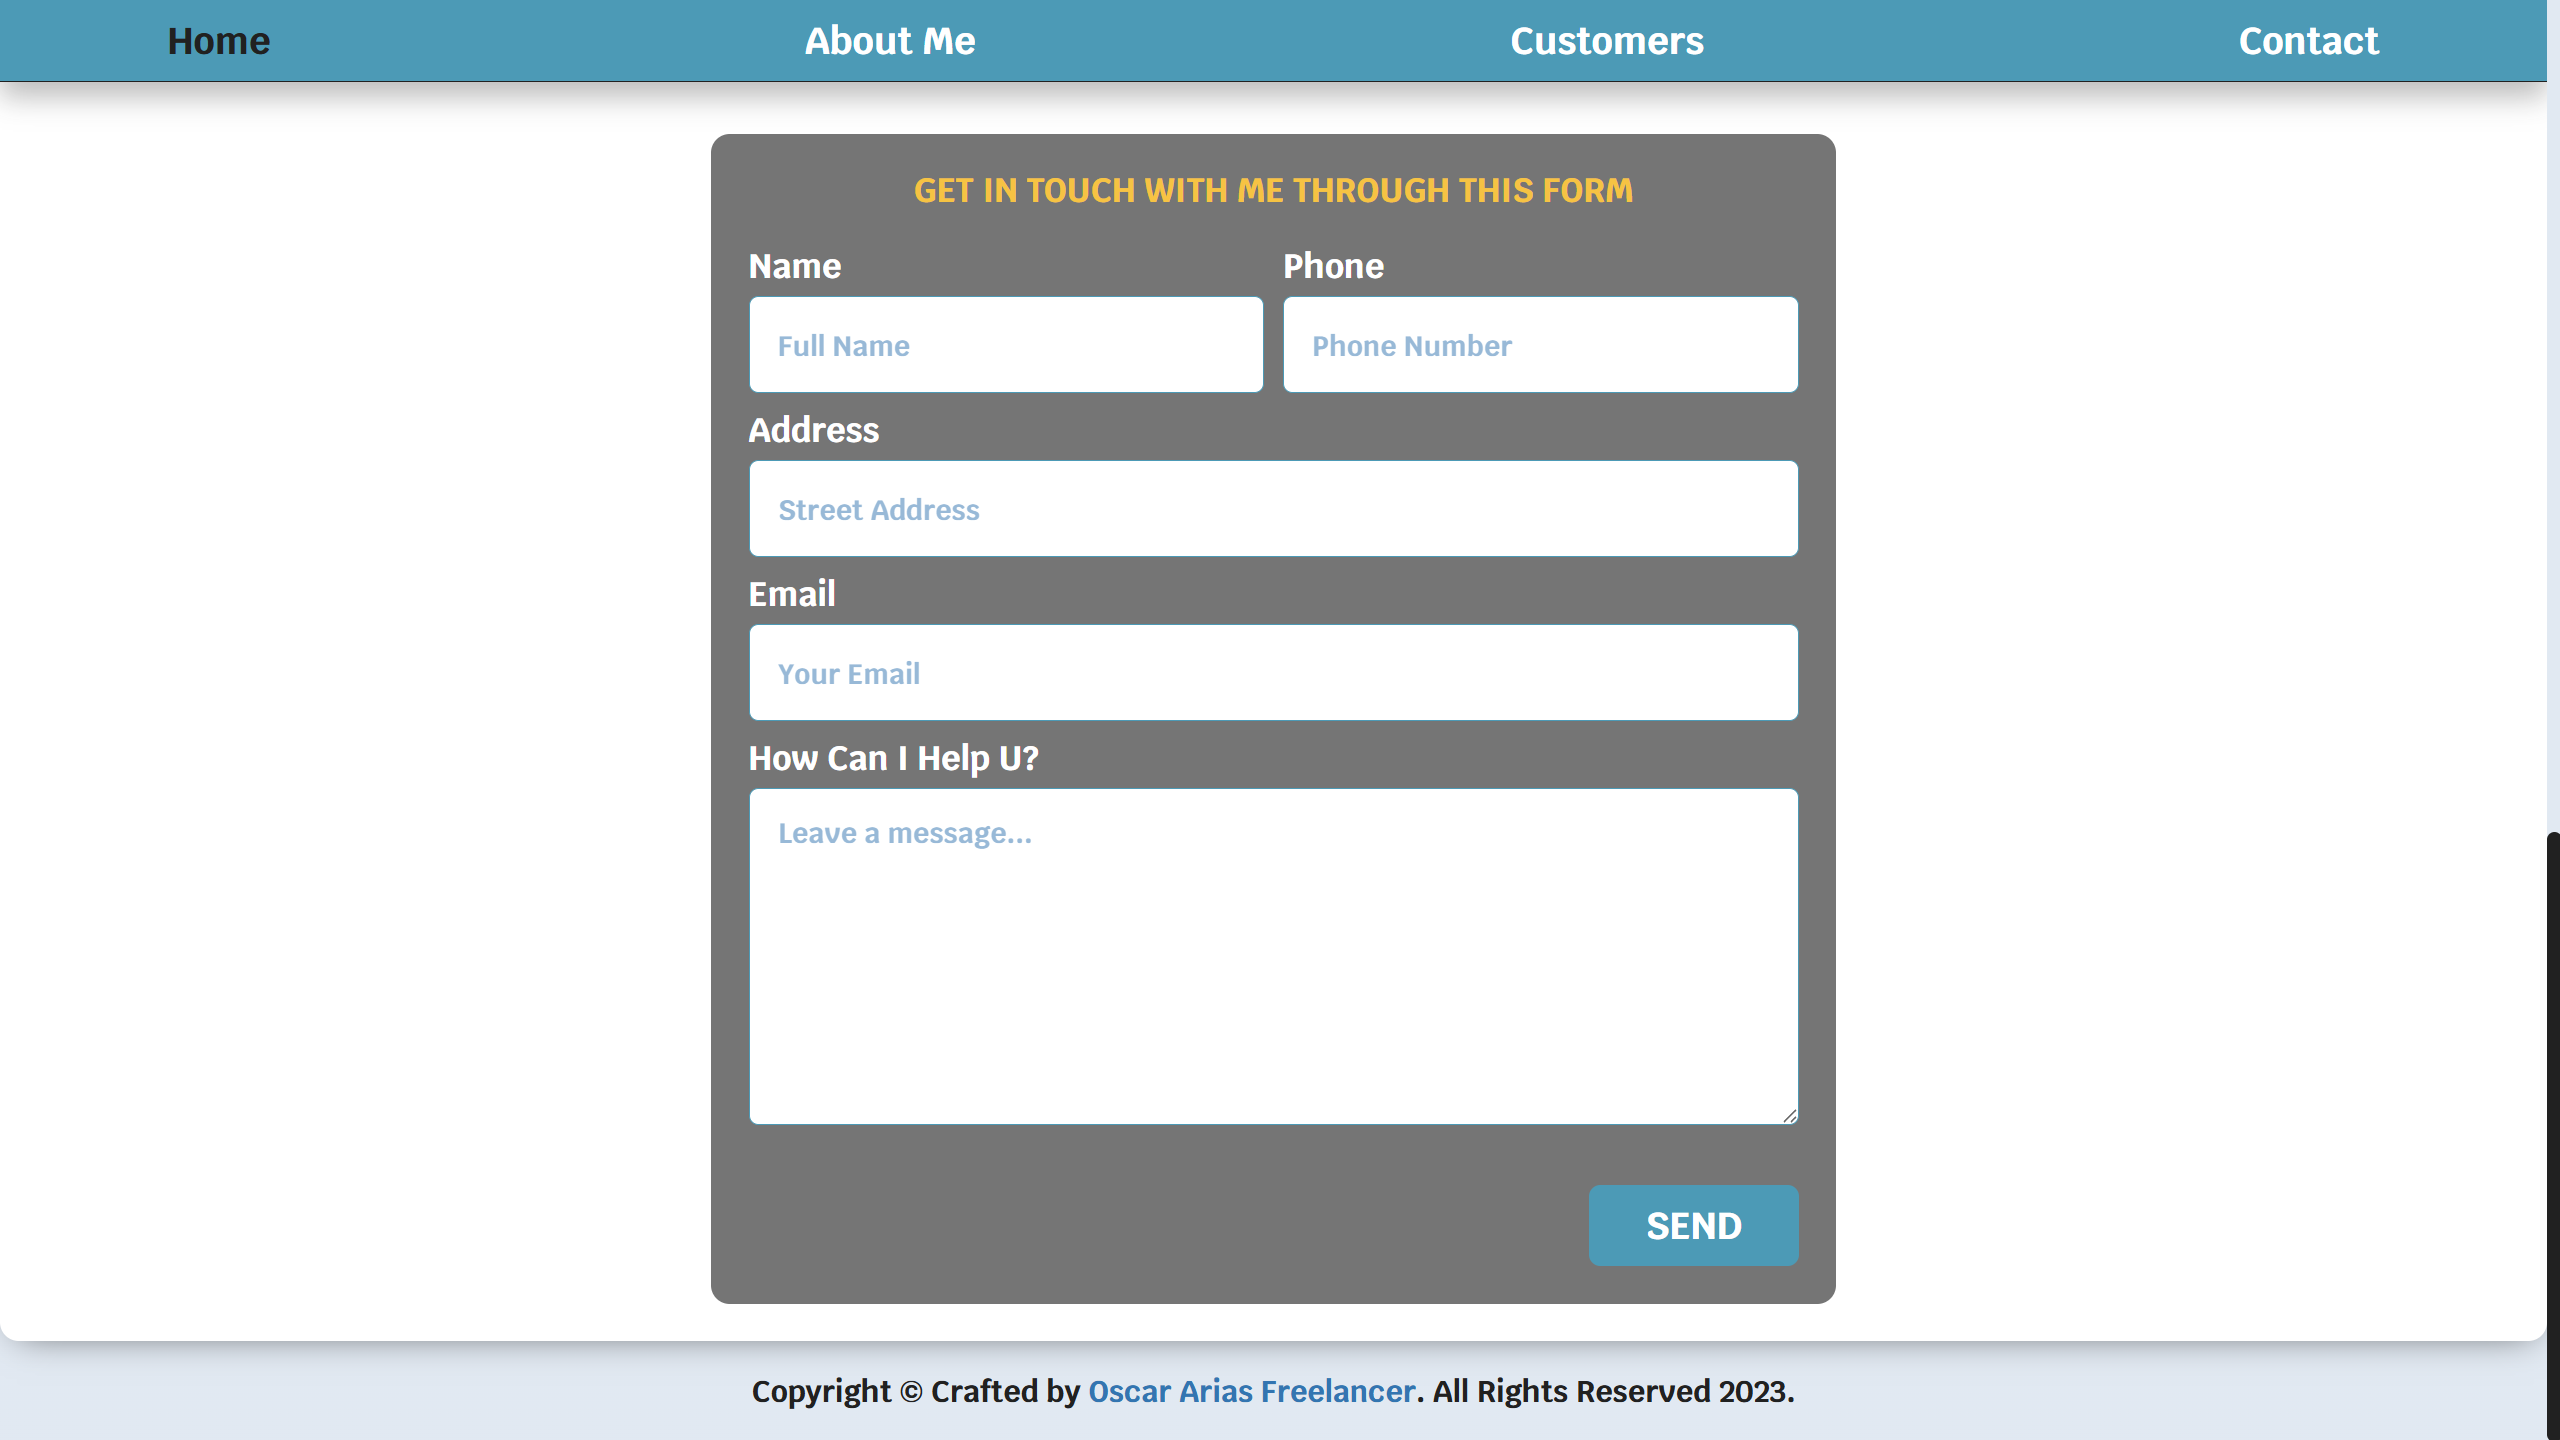 Home About Me Customers Contact
GET IN TOUCH WITH ME THROUGH THIS FORM
Name Phone
Full Name Phone Number
Address
Street Address
Email
Your Email
How Can I Help U?
Leave a message...
SEND
Copyright © Crafted by Oscar Arias Freelancer. All Rights Reserved 2023.